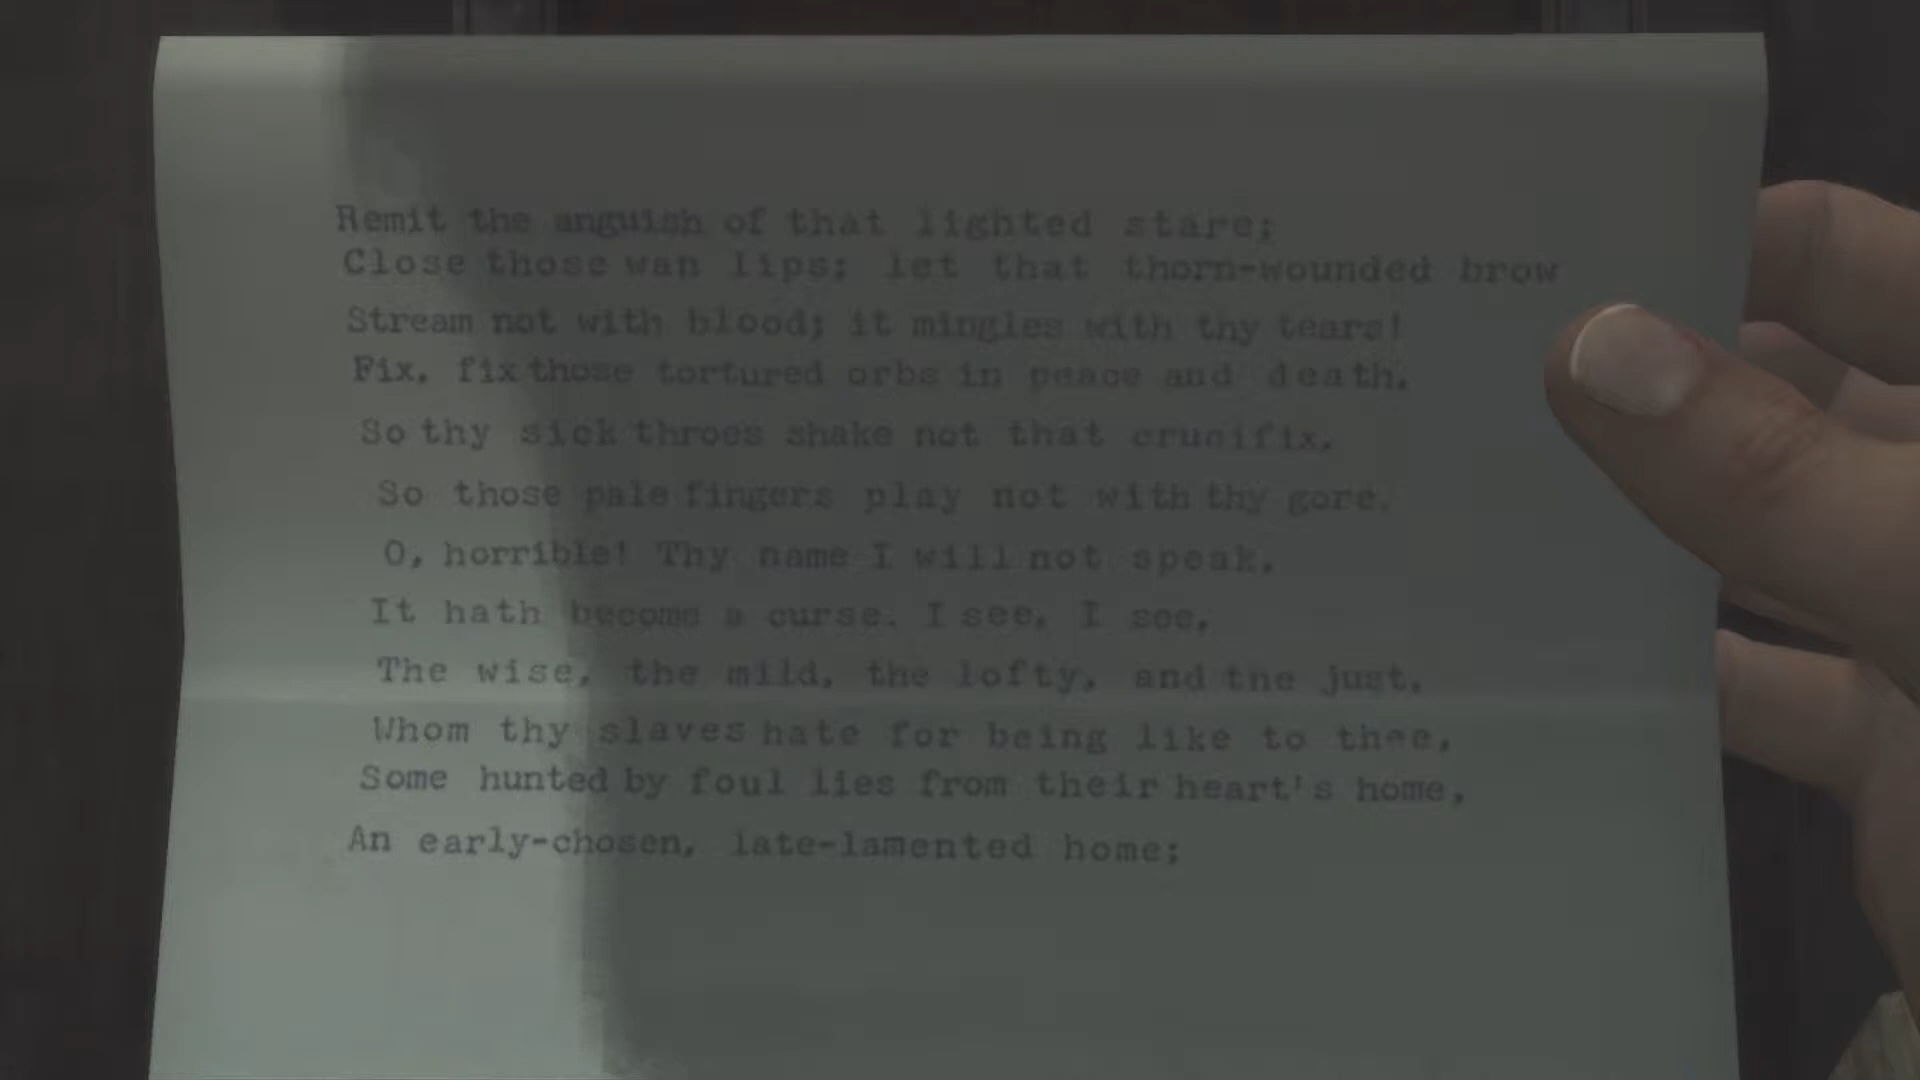 Remit the anguish of that lighted stare;
Close those wan lips; let that thorn-wounded brow
Stream not with blood; it mingles with thy tears!
Fix, fix those tortured orbs in peace and death,
So thy sick throes shake not that crucifix,
So those pale fingers play not with thy gore.
O, horrible! Thy name I will not speak,
It hath become a curse. I see, I see,
The wise, the mild, the lofty, and the just,
Whom thy slaves hate for being like to thee,
Some hunted by foul lies from their heart's home,
An early-chosen, late-lamented home;